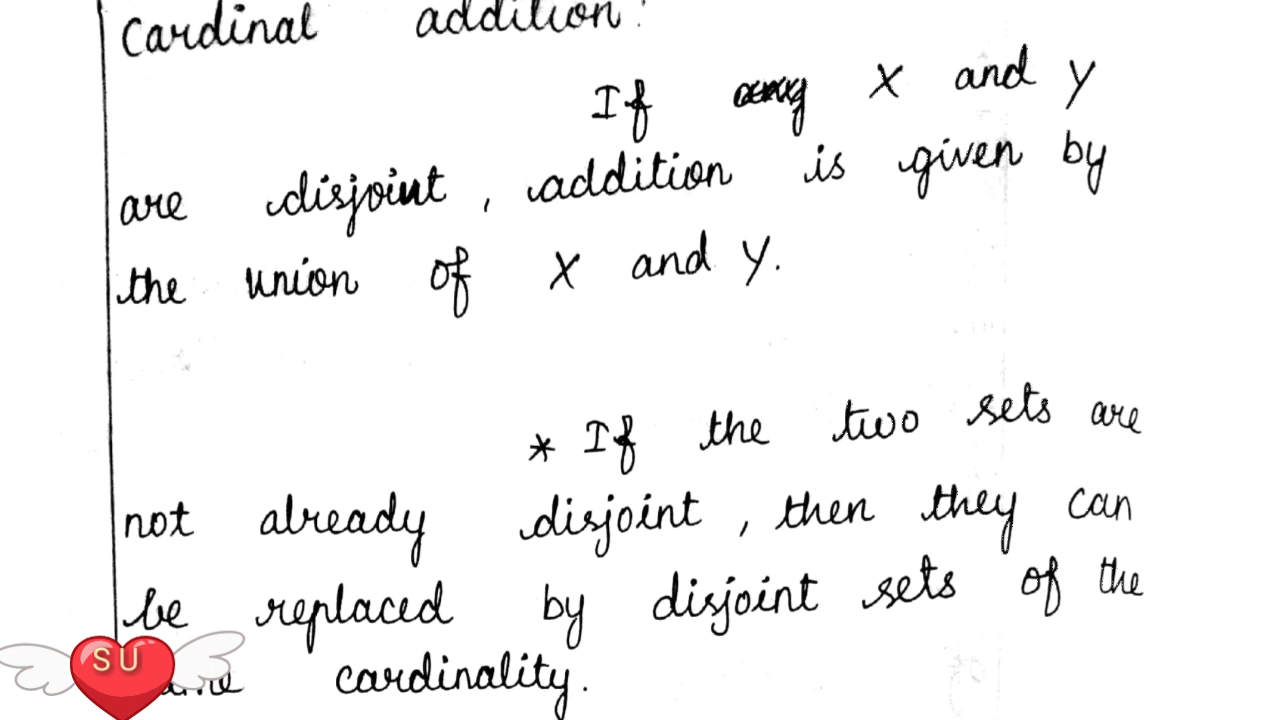 Cardinal addition:
If X and Y
are disjoint, addition is given by
the union of X and Y.
* If the two sets are
not already disjoint, then they can
be replaced by disjoint sets of the
cardinality.
SU